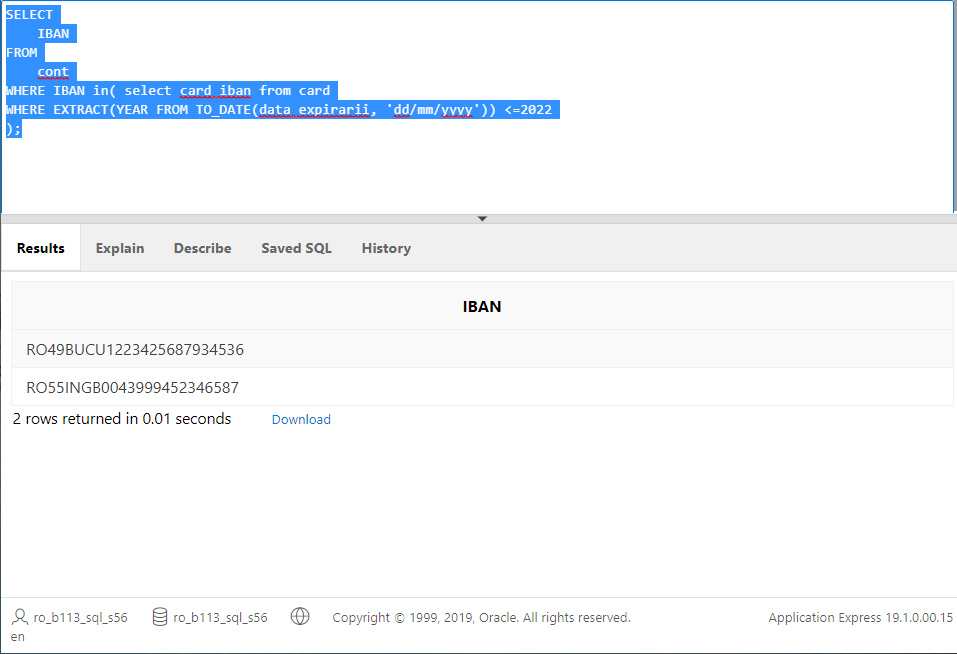 SELECT
IBAN
FROM
cont
WHERE IBAN in( select card_iban from card
WHERE EXTRACT(YEAR FROM TO_DATE(data_expirarii, 'dd/mm/yyyy')) <=2022
);
Results Explain Describe Saved SQL History
IBAN
RO49BUCU1223425687934536
RO55INGB0043999452346587
2 rows returned in 0.01 seconds Download
ro_b113_sql_s56 ro_b113_sql_s56 Copyright © 1999, 2019, Oracle. All rights reserved. Application Express 19.1.0.00.15
en